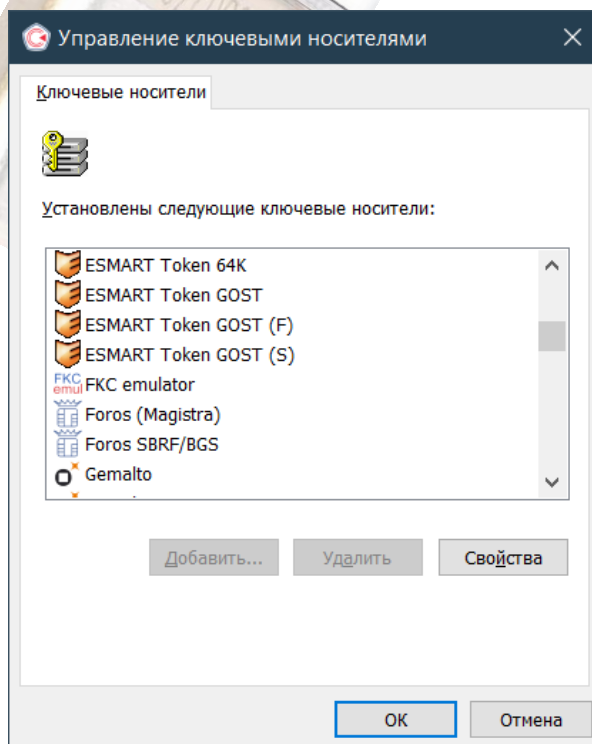 Управление ключевыми носителями
Ключевые носители
Установлены следующие ключевые носители:
ESMART Token 64K
ESMART Token GOST
ESMART Token GOST (F)
ESMART Token GOST (S)
FKC emul FKC emulator
Foros (Magistra)
Foros SBRF/BGS
Gemalto
Добавить... Удалить Свойства
ОК Отмена